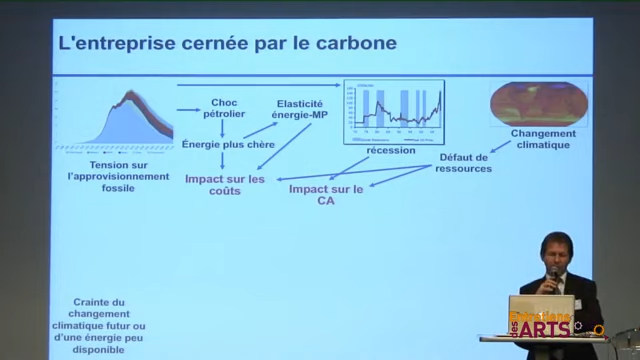 L'entreprise cernée par le carbone
Choc
pétrolier
Elasticité
énergie-MP
Énergie plus chère
récession
Changement
climatique
Tension sur
l'approvisionnement
fossile
Impact sur les
coûts
Impact sur le
CA
Défaut de
ressources
Crainte du
changement
climatique futur ou
d'une énergie peu
disponible
Entretiens
des ARTS